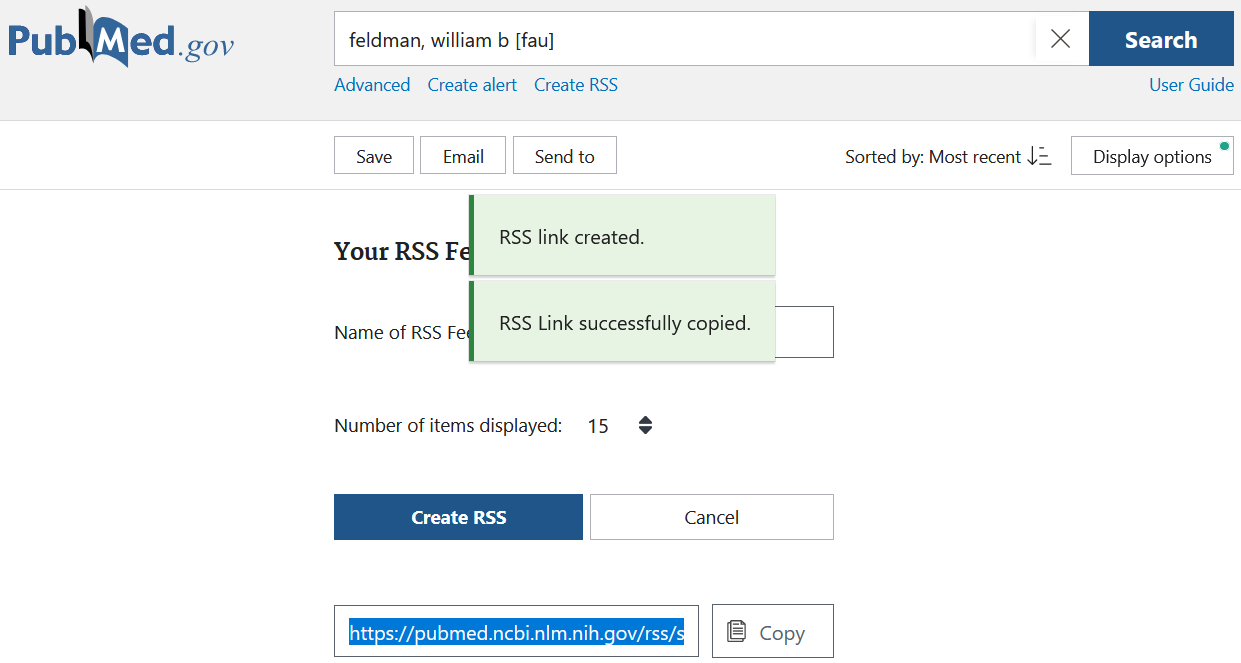 PubMed.gov
feldman, william b [fau]
Search
Advanced Create alert Create RSS User Guide
Save Email Send to Sorted by: Most recent Display options
RSS link created.
Your RSS Fe
RSS Link successfully copied.
Name of RSS Fee
Number of items displayed: 15
Create RSS Cancel
https://pubmed.ncbi.nlm.nih.gov/rss/s Copy